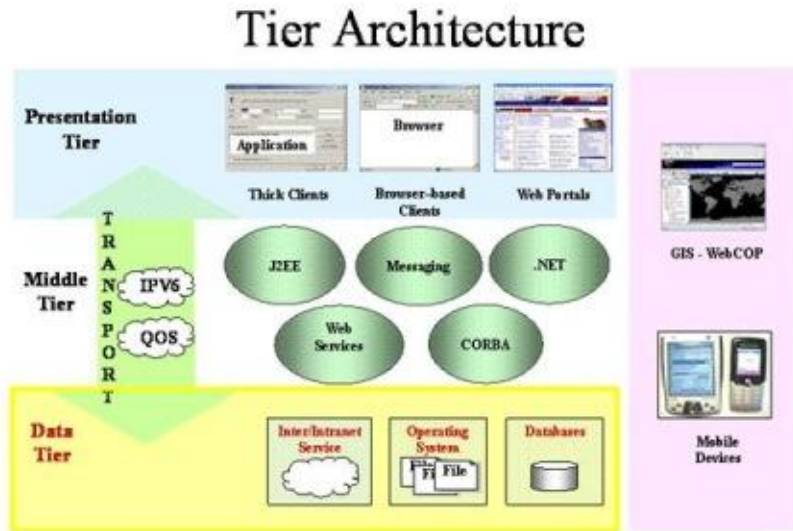 Tier Architecture
Presentation
Tier
Application
Browser
Thick Clients
Browser-based
Clients
Web Portals
TRANSPORT
Middle
Tier
IPV6
QOS
J2EE
Messaging
.NET
Web
Services
CORBA
GIS - WebCOP
Data
Tier
Inter/Intranet
Service
Operating
System
File
Databases
Mobile
Devices